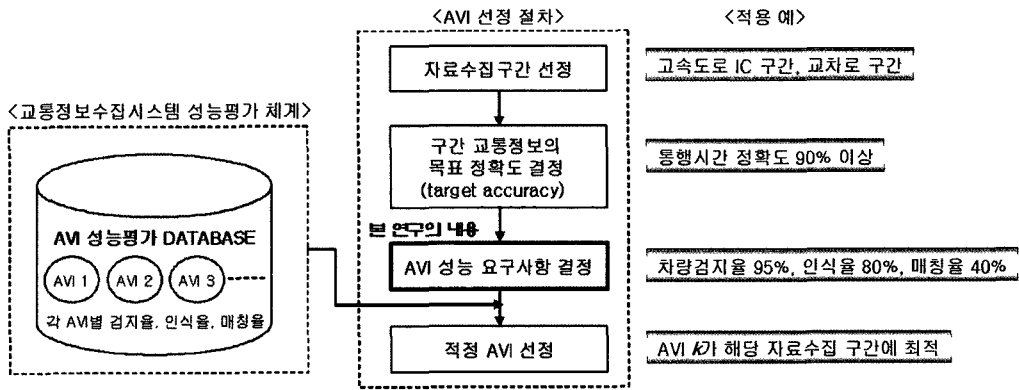 <AVI 선정 절차>
<적용 예>
자료수집구간 선정
고속도로 IC 구간, 교차로 구간
<교통정보수집시스템 성능평가 체계>
구간 교통정보의
목표 정확도 결정
(target accuracy)
통행시간 정확도 90% 이상
본 연구의 내용
AVI 성능평가 DATABASE
AVI 1
AVI 2
AVI 3
각 AVI별 검지율, 인식율, 매칭율
AVI 성능 요구사항 결정
차량검지율 95%, 인식율 80%, 매칭율 40%
적정 AVI 선정
AVI k가 해당 자료수집 구간에 최적